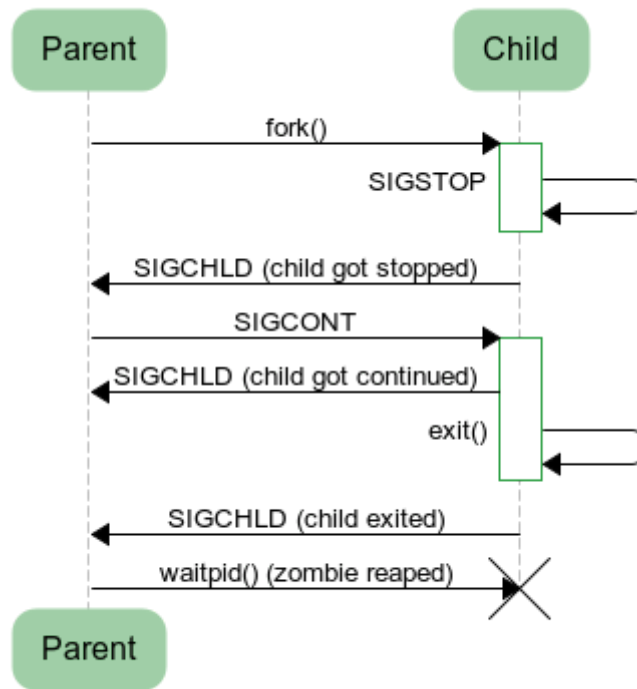 Parent
Child
fork()
SIGSTOP
SIGCHLD (child got stopped)
SIGCONT
SIGCHLD (child got continued)
exit()
SIGCHLD (child exited)
waitpid() (zombie reaped)
Parent